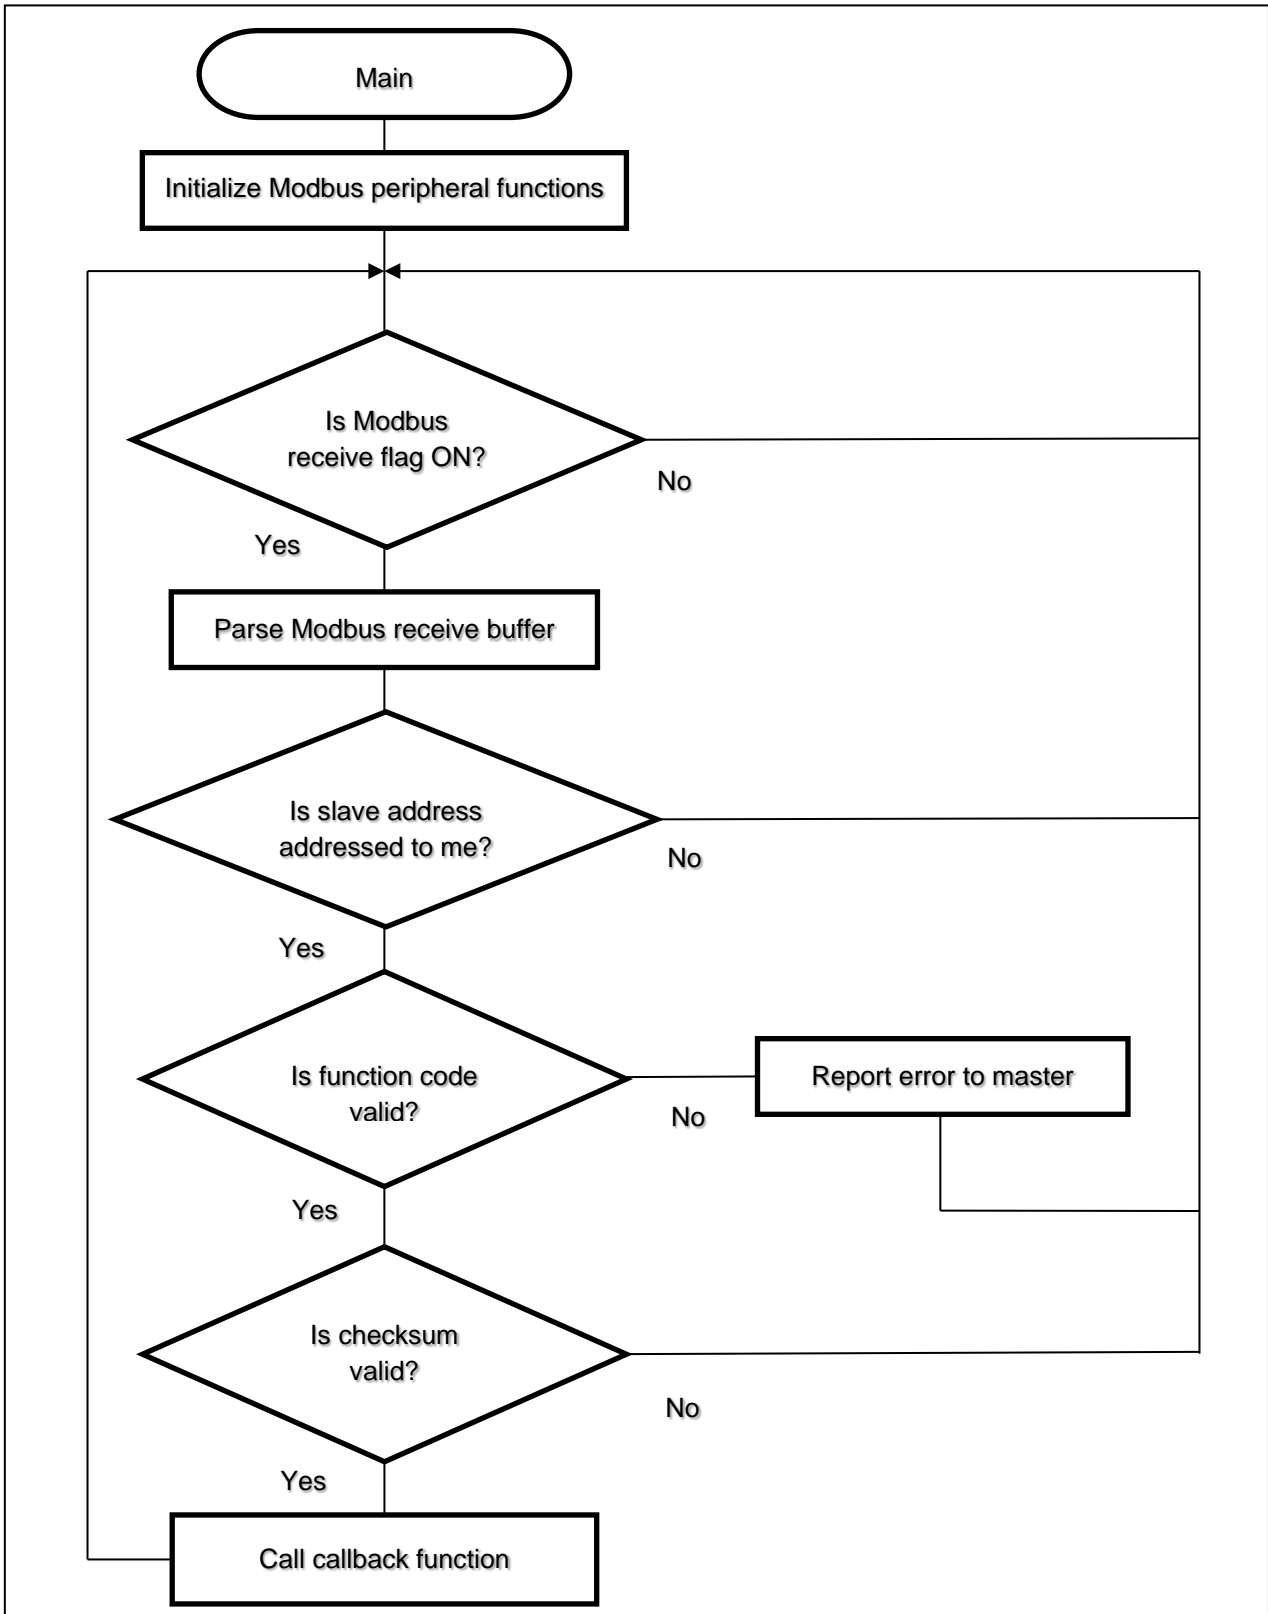 Main
Initialize Modbus peripheral functions
Is Modbus
receive flag ON?
No
Yes
Parse Modbus receive buffer
Is slave address
addressed to me?
No
Yes
Is function code
valid?
No
Report error to master
Yes
Is checksum
valid?
No
Yes
Call callback function